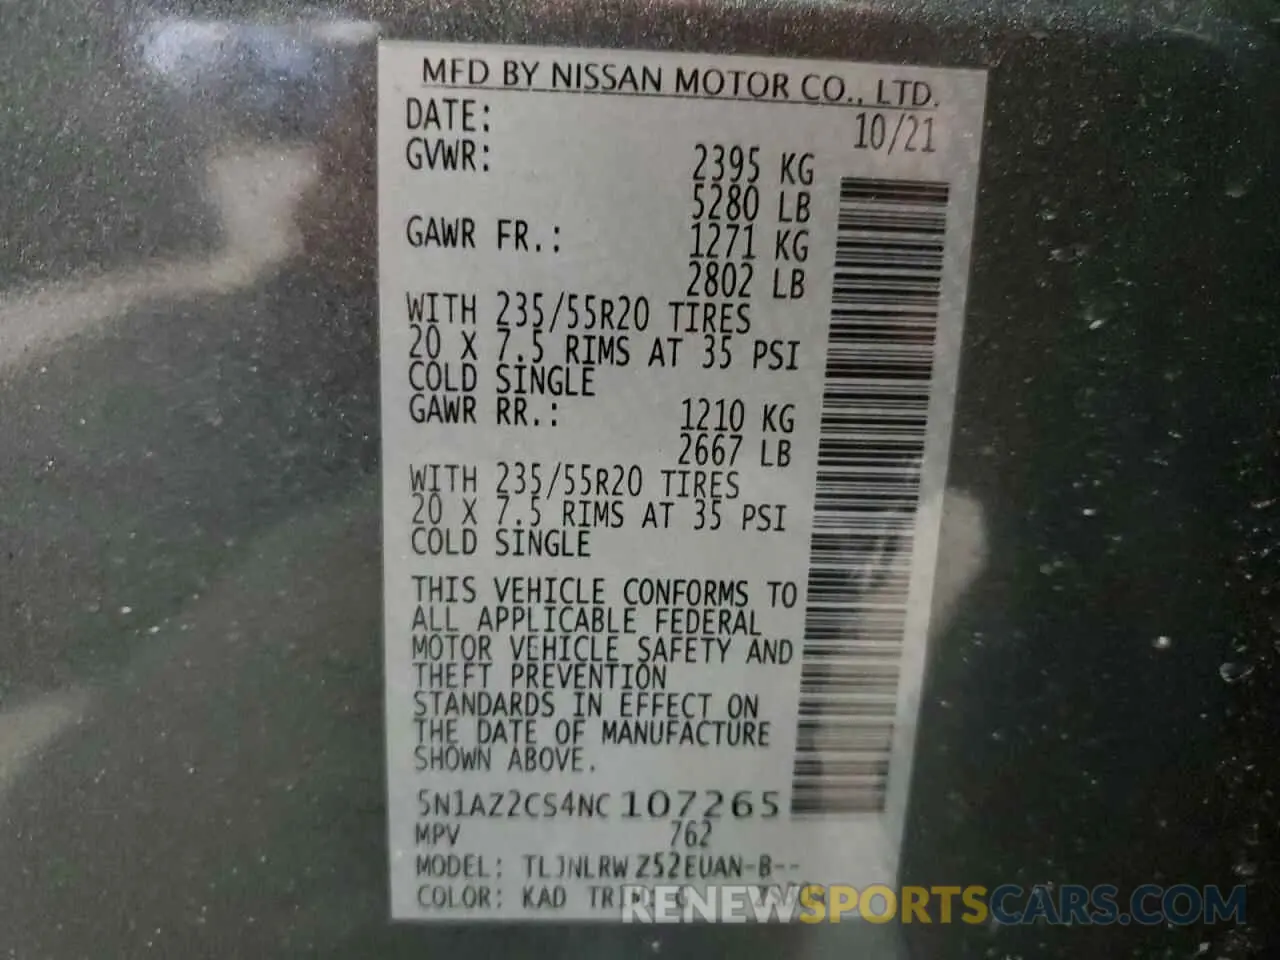 MFD BY NISSAN MOTOR CO., LTD.
DATE: 10/21
GVWR: 2395 KG
5280 LB
GAWR FR.: 1271 KG
2802 LB
WITH 235/55R20 TIRES
20 X 7.5 RIMS AT 35 PSI
COLD SINGLE
GAWR RR.: 1210 KG
2667 LB
WITH 235/55R20 TIRES
20 X 7.5 RIMS AT 35 PSI
COLD SINGLE
THIS VEHICLE CONFORMS TO
ALL APPLICABLE FEDERAL
MOTOR VEHICLE SAFETY AND
THEFT PREVENTION
STANDARDS IN EFFECT ON
THE DATE OF MANUFACTURE
SHOWN ABOVE.
5N1AZ2CS4NC107265
MPV 762
MODEL: TLJNLRW Z52EUAN-B--
COLOR: KAD
RENEWSPORTSCARS.COM